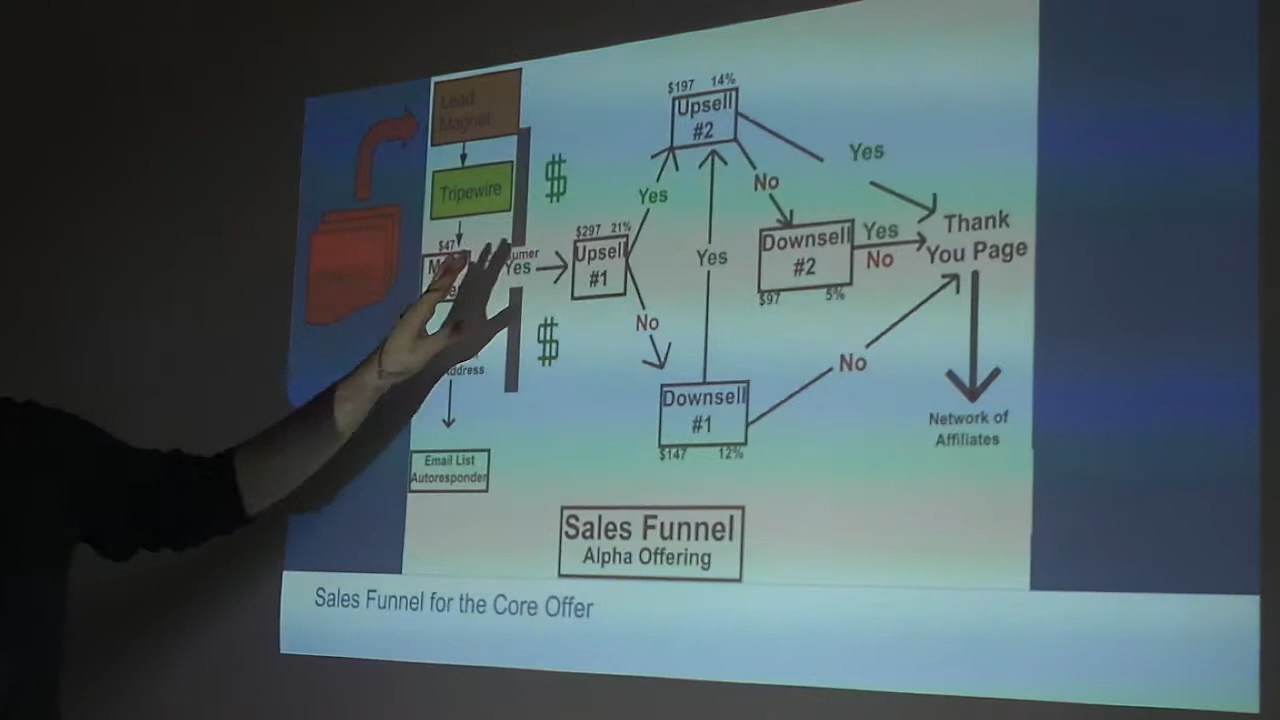 Lead
Magnet
Tripewire
$47
Yes
$297 21%
Upsell
#1
Yes
No
$197 14%
Upsell
#2
Yes
No
Yes
Downsell
#2
$97 5%
Yes
No
Downsell
#1
$147 12%
No
Thank
You Page
Network of
Affiliates
Email List
Autoresponder
$
$
Sales Funnel
Alpha Offering
Sales Funnel for the Core Offer